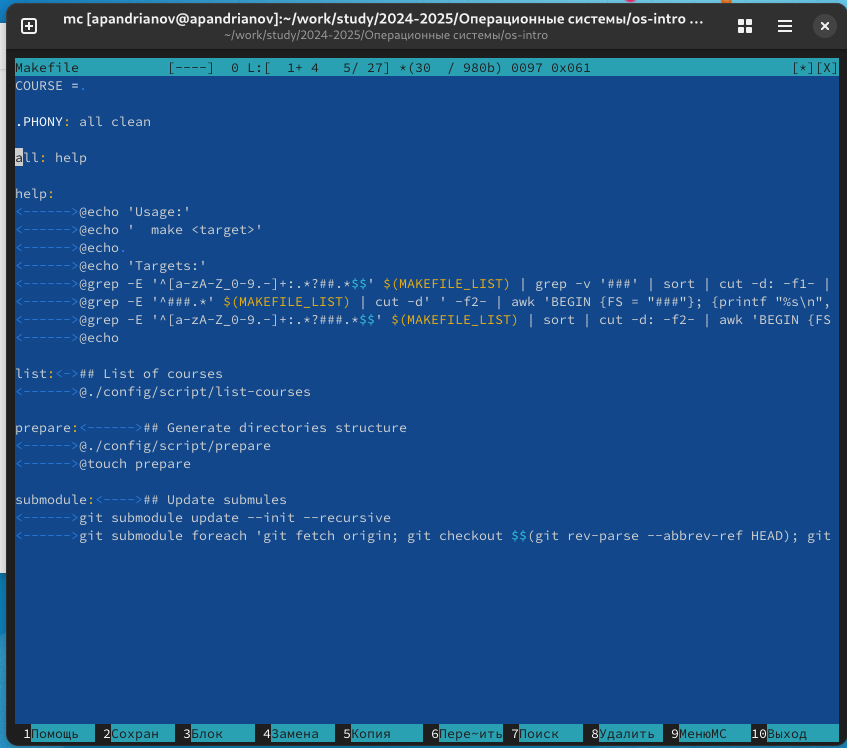 mc [apandrianov@apandrianov]:~/work/study/2024-2025/Операционные системы/os-intro ...
~/work/study/2024-2025/Операционные системы/os-intro
Makefile [----] 0 L:[ 1+ 4 5/ 27] *(30 / 980b) 0097 0x061 [*][X]
COURSE =.
.PHONY: all clean
all: help
help:
<------>@echo 'Usage:'
<------>@echo '  make <target>'
<------>@echo.
<------>@echo 'Targets:'
<------>@grep -E '^[a-zA-Z_0-9.-]+:.*?##.*$$' $(MAKEFILE_LIST) | grep -v '###' | sort | cut -d: -f1- |
<------>@grep -E '^###.*' $(MAKEFILE_LIST) | cut -d' ' -f2- | awk 'BEGIN {FS = "###"}; {printf "%s\n",
<------>@grep -E '^[a-zA-Z_0-9.-]+:.*?###.*$$' $(MAKEFILE_LIST) | sort | cut -d: -f2- | awk 'BEGIN {FS
<------>@echo
list:<->## List of courses
<------>@./config/script/list-courses
prepare:<------>## Generate directories structure
<------>@./config/script/prepare
<------>@touch prepare
submodule:<---->## Update submules
<------>git submodule update --init --recursive
<------>git submodule foreach 'git fetch origin; git checkout $$(git rev-parse --abbrev-ref HEAD); git
1Помощь 2Сохран 3Блок 4Замена 5Копия 6Пере~ить 7Поиск 8Удалить 9МенюMC 10Выход